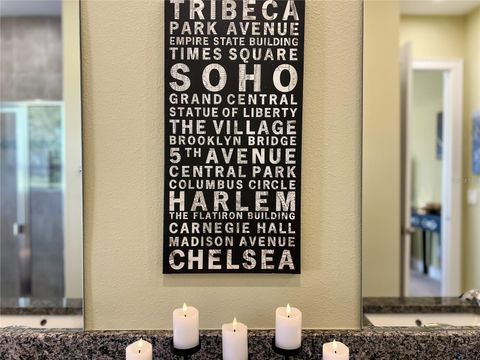 TRIBECA
PARK AVENUE
EMPIRE STATE BUILDING
TIMES SQUARE
SOHO
GRAND CENTRAL
STATUE OF LIBERTY
THE VILLAGE
BROOKLYN BRIDGE
5TH AVENUE
CENTRAL PARK
COLUMBUS CIRCLE
HARLEM
THE FLATIRON BUILDING
CARNEGIE HALL
MADISON AVENUE
CHELSEA